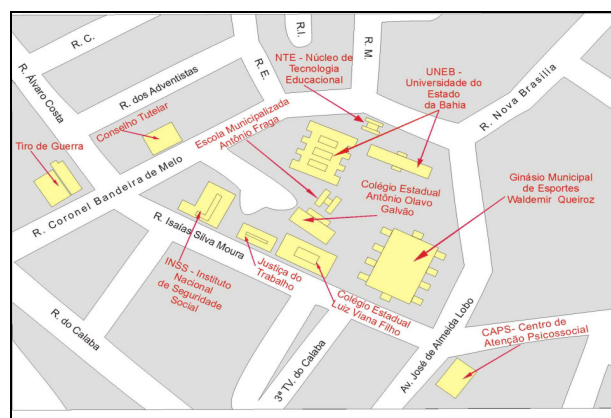 R. C.
R.I.
R. M.
R. Álvaro Costa
R. dos Adventistas
R.E.
NTE - Núcleo de
Tecnologia
Educacional
UNEB -
Universidade do
Estado
da Bahia
R. Nova Brasilia
Conselho Tutelar
Tiro de Guerra
Escola Municipalizada
Antônio Fraga
R. Coronel Bandeira de Melo
Colégio Estadual
Antônio Olavo
Galvão
Ginásio Municipal
de Esportes
Waldemir Queiroz
R. Isaías Silva Moura
INSS - Instituto
Nacional
de Seguridade
Social
Justiça do
Trabalho
Colégio Estadual
Luiz Viana Filho
R. do Calaba
3ª TV. do Calaba
Av. José de Almeida Lobo
CAPS- Centro de
Atenção Psicossocial